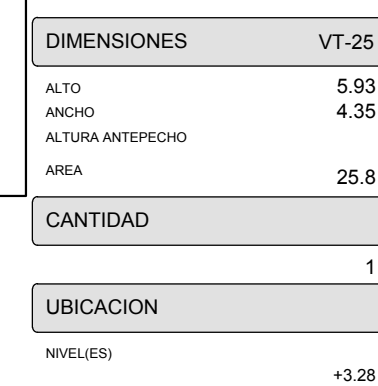 DIMENSIONES VT-25
ALTO 5.93
ANCHO 4.35
ALTURA ANTEPECHO
AREA 25.8
CANTIDAD
1
UBICACION
NIVEL(ES)
+3.28